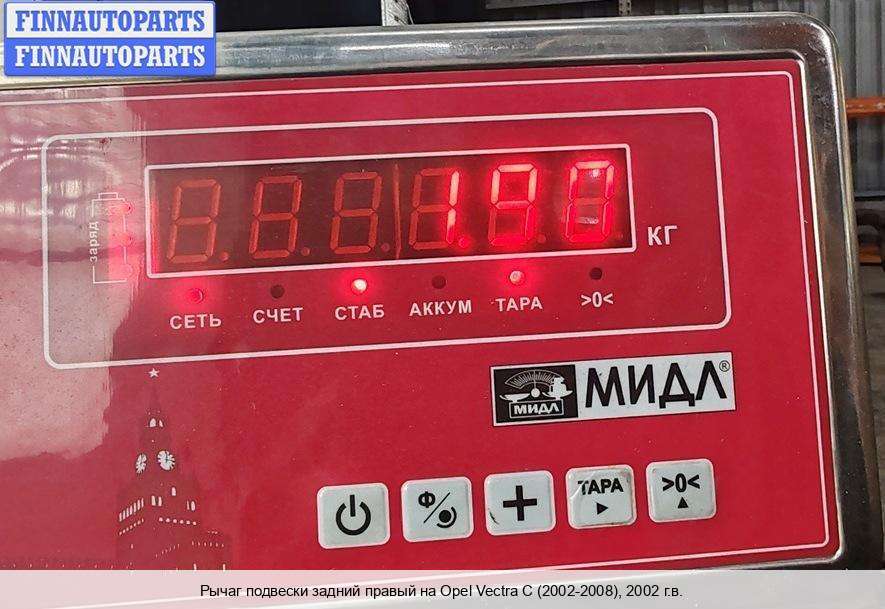 FINNAUTOPARTS
FINNAUTOPARTS
заряд
1.90 КГ
СЕТЬ СЧЕТ СТАБ АККУМ ТАРА >0<
МИДЛ МИДЛ®
Ф ТАРА >0<
Рычаг подвески задний правый на Opel Vectra C (2002-2008), 2002 г.в.